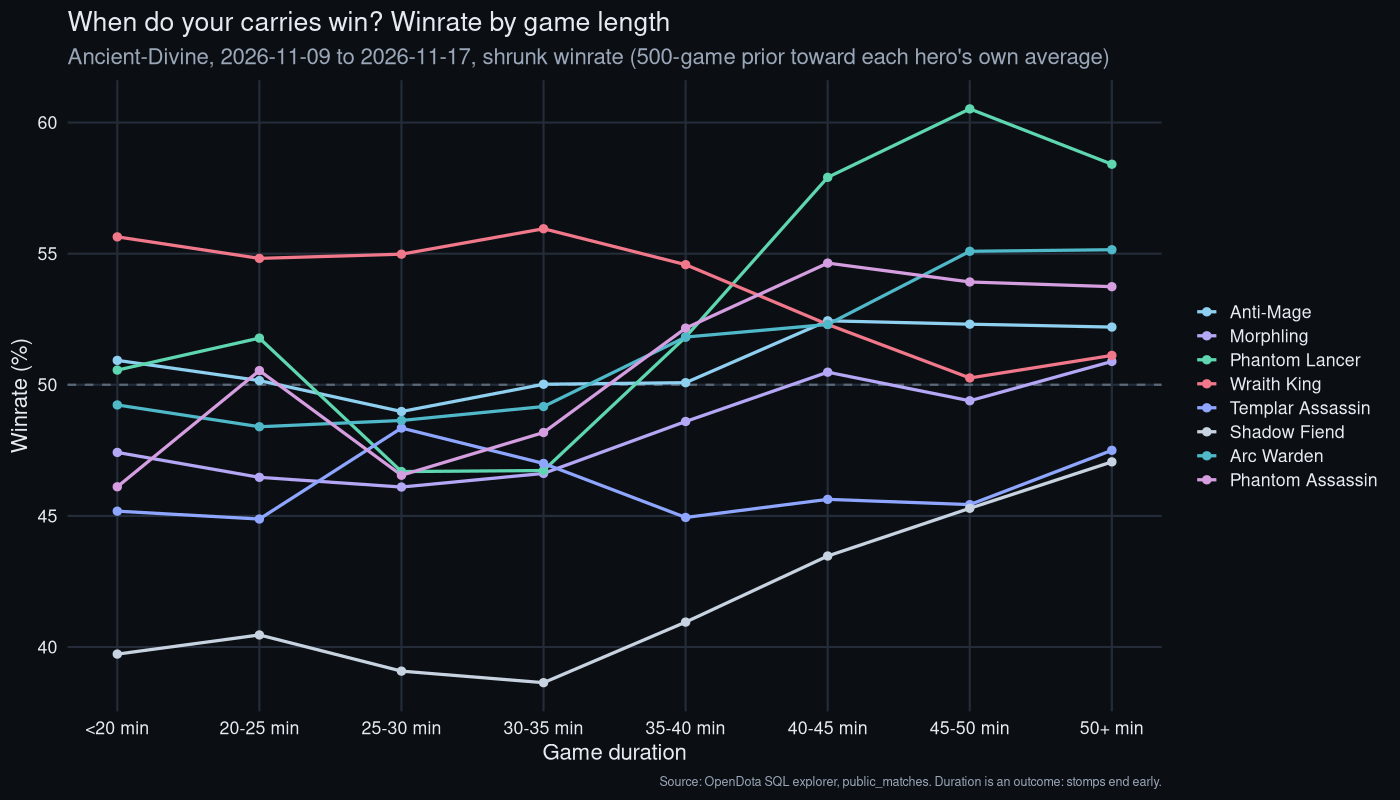 When do your carries win? Winrate by game length
Ancient-Divine, 2026-11-09 to 2026-11-17, shrunk winrate (500-game prior toward each hero's own average)
Winrate (%)
60
55
50
45
40
<20 min
20-25 min
25-30 min
30-35 min
35-40 min
40-45 min
45-50 min
50+ min
Game duration
Anti-Mage
Morphling
Phantom Lancer
Wraith King
Templar Assassin
Shadow Fiend
Arc Warden
Phantom Assassin
Source: OpenDota SQL explorer, public_matches. Duration is an outcome: stomps end early.